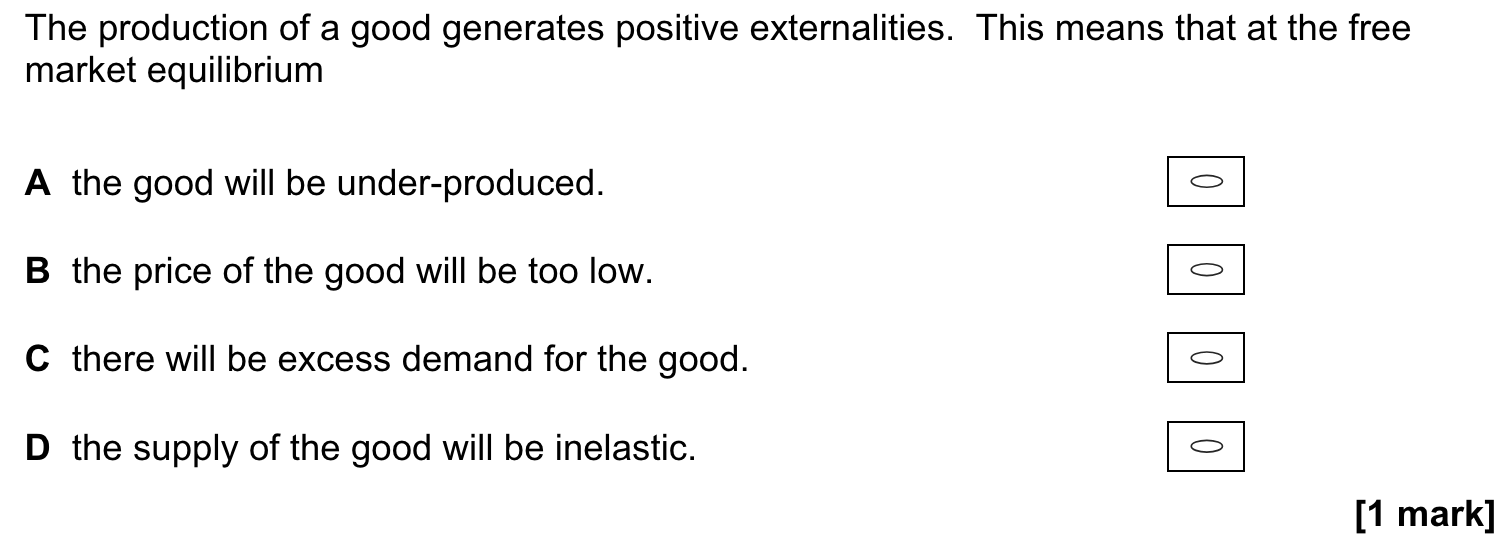 The production of a good generates positive externalities.  This means that at the free
market equilibrium
A the good will be under-produced.
B the price of the good will be too low.
C there will be excess demand for the good.
D the supply of the good will be inelastic.
[1 mark]